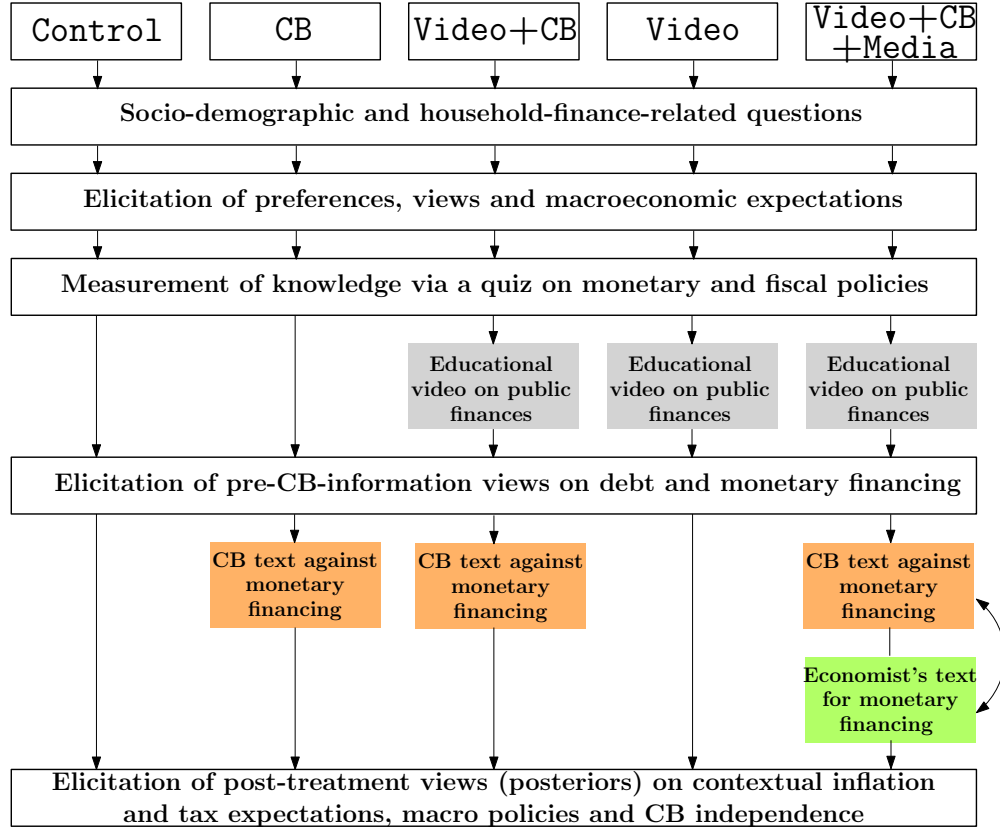 Control
CB
Video+CB
Video
Video+CB
+Media
Socio-demographic and household-finance-related questions
Elicitation of preferences, views and macroeconomic expectations
Measurement of knowledge via a quiz on monetary and fiscal policies
Educational
video on public
finances
Educational
video on public
finances
Educational
video on public
finances
Elicitation of pre-CB-information views on debt and monetary financing
CB text against
monetary
financing
CB text against
monetary
financing
CB text against
monetary
financing
Economist's text
for monetary
financing
Elicitation of post-treatment views (posteriors) on contextual inflation
and tax expectations, macro policies and CB independence